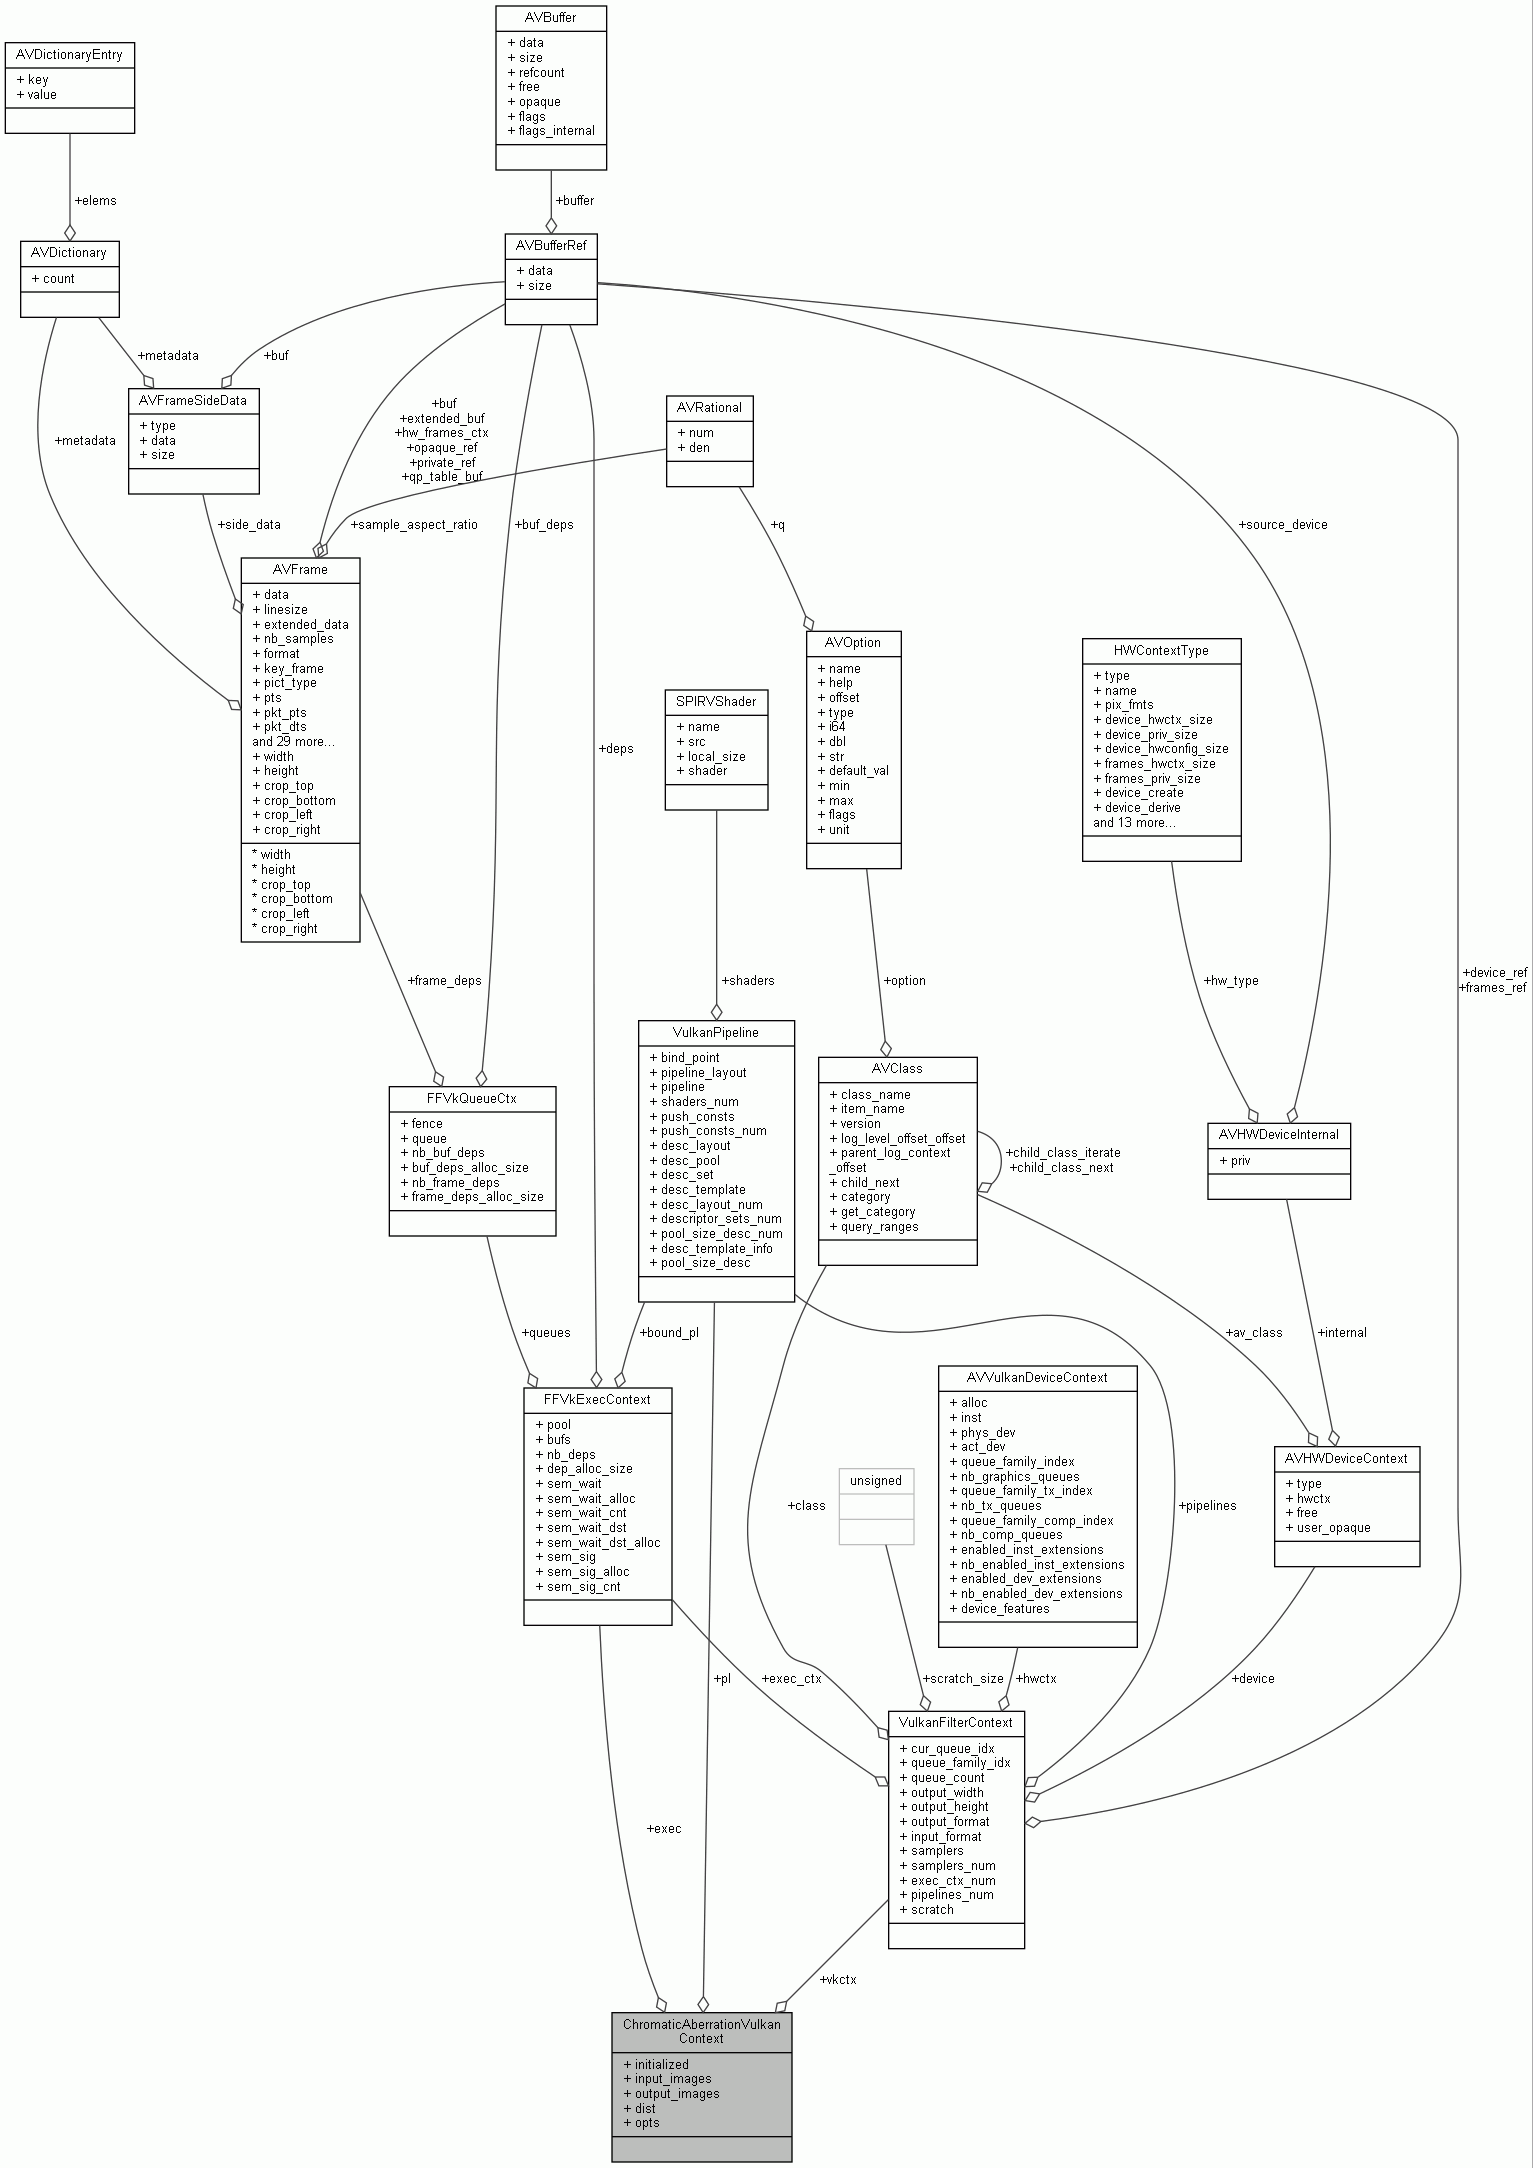 AVBuffer
+ data
+ size
+ refcount
+ free
+ opaque
+ flags
+ flags_internal
AVDictionaryEntry
+ key
+ value
+elems
+buffer
AVDictionary
+ count
AVBufferRef
+ data
+ size
+metadata
+buf
AVFrameSideData
+ type
+ data
+ size
+metadata
+buf
+extended_buf
+hw_frames_ctx
+opaque_ref
+private_ref
+qp_table_buf
AVRational
+ num
+ den
+side_data
+sample_aspect_ratio
+buf_deps
+q
+source_device
AVFrame
+ data
+ linesize
+ extended_data
+ nb_samples
+ format
+ key_frame
+ pict_type
+ pts
+ pkt_pts
+ pkt_dts
and 29 more...
+ width
+ height
+ crop_top
+ crop_bottom
+ crop_left
+ crop_right
* width
* height
* crop_top
* crop_bottom
* crop_left
* crop_right
+deps
SPIRVShader
+ name
+ src
+ local_size
+ shader
AVOption
+ name
+ help
+ offset
+ type
+ i64
+ dbl
+ str
+ default_val
+ min
+ max
+ flags
+ unit
HWContextType
+ type
+ name
+ pix_fmts
+ device_hwctx_size
+ device_priv_size
+ device_hwconfig_size
+ frames_hwctx_size
+ frames_priv_size
+ device_create
+ device_derive
and 13 more...
+frame_deps
+shaders
+option
+hw_type
+device_ref
+frames_ref
FFVkQueueCtx
+ fence
+ queue
+ nb_buf_deps
+ buf_deps_alloc_size
+ nb_frame_deps
+ frame_deps_alloc_size
VulkanPipeline
+ bind_point
+ pipeline_layout
+ pipeline
+ shaders_num
+ push_consts
+ push_consts_num
+ desc_layout
+ desc_pool
+ desc_set
+ desc_template
+ desc_layout_num
+ descriptor_sets_num
+ pool_size_desc_num
+ desc_template_info
+ pool_size_desc
AVClass
+ class_name
+ item_name
+ version
+ log_level_offset_offset
+ parent_log_context
_offset
+ child_next
+ category
+ get_category
+ query_ranges
+child_class_iterate
+child_class_next
AVHWDeviceInternal
+ priv
+queues
+bound_pl
+av_class
+internal
FFVkExecContext
+ pool
+ bufs
+ nb_deps
+ dep_alloc_size
+ sem_wait
+ sem_wait_alloc
+ sem_wait_cnt
+ sem_wait_dst
+ sem_wait_dst_alloc
+ sem_sig
+ sem_sig_alloc
+ sem_sig_cnt
+class
unsigned
AVVulkanDeviceContext
+ alloc
+ inst
+ phys_dev
+ act_dev
+ queue_family_index
+ nb_graphics_queues
+ queue_family_tx_index
+ nb_tx_queues
+ queue_family_comp_index
+ nb_comp_queues
+ enabled_inst_extensions
+ nb_enabled_inst_extensions
+ enabled_dev_extensions
+ nb_enabled_dev_extensions
+ device_features
+pipelines
AVHWDeviceContext
+ type
+ hwctx
+ free
+ user_opaque
+pl
+exec_ctx
+scratch_size
+hwctx
+device
VulkanFilterContext
+ cur_queue_idx
+ queue_family_idx
+ queue_count
+ output_width
+ output_height
+ output_format
+ input_format
+ samplers
+ samplers_num
+ exec_ctx_num
+ pipelines_num
+ scratch
+exec
+vkctx
ChromaticAberrationVulkan
Context
+ initialized
+ input_images
+ output_images
+ dist
+ opts